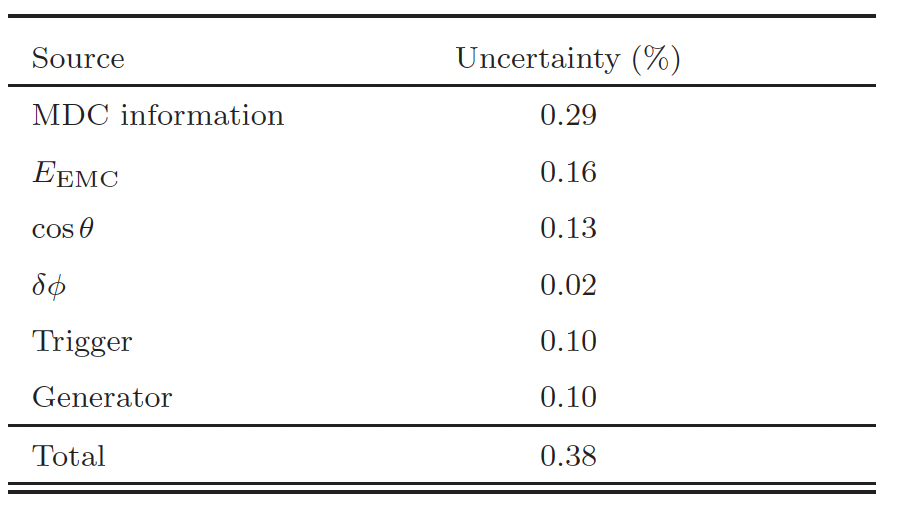 Source Uncertainty (%)
MDC information 0.29
E_EMC 0.16
cos θ 0.13
δϕ 0.02
Trigger 0.10
Generator 0.10
Total 0.38